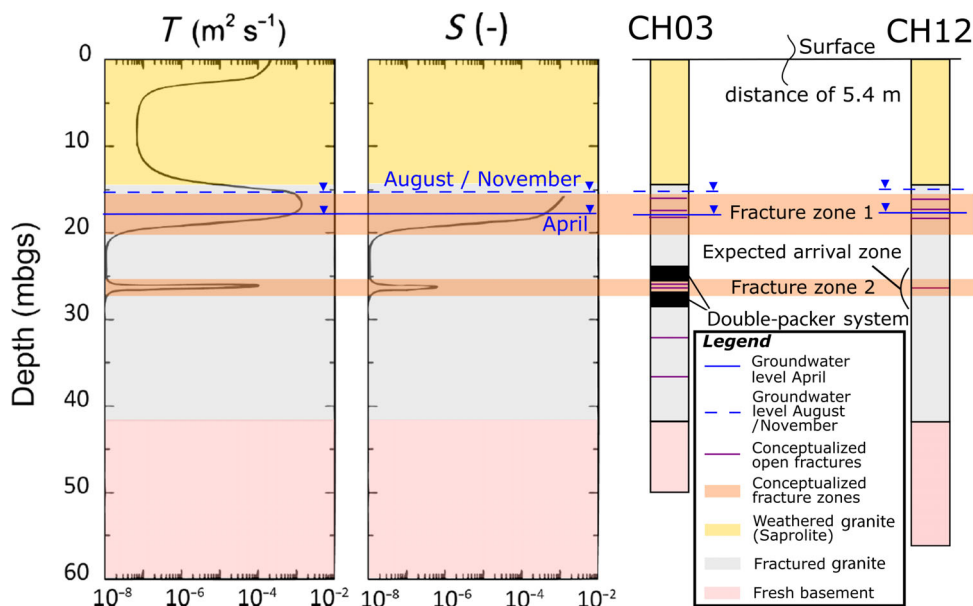 T (m² s⁻¹)
S (-)
CH03
CH12
Surface
distance of 5.4 m
Depth (mbgs)
0
10
20
30
40
50
60
10⁻⁸ 10⁻⁶ 10⁻⁴ 10⁻²
10⁻⁸ 10⁻⁶ 10⁻⁴ 10⁻²
August / November
April
Fracture zone 1
Expected arrival zone
Fracture zone 2
Double-packer system
Legend
Groundwater
level April
Groundwater
level August
/November
Conceptualized
open fractures
Conceptualized
fracture zones
Weathered granite
(Saprolite)
Fractured granite
Fresh basement